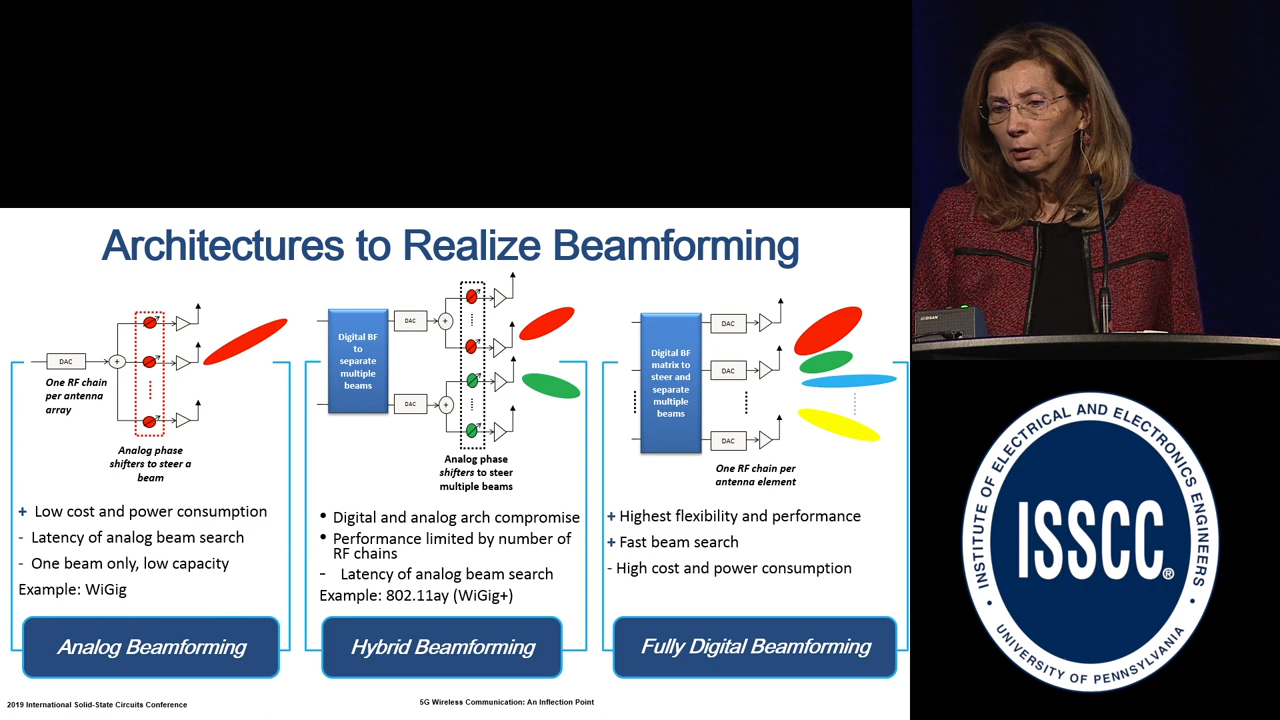 Architectures to Realize Beamforming
DAC
+
One RF chain
per antenna
array
Analog phase
shifters to steer a
beam
+ Low cost and power consumption
- Latency of analog beam search
- One beam only, low capacity
Example: WiGig
Analog Beamforming
Digital BF
to
separate
multiple
beams
DAC
+
DAC
+
Analog phase
shifters to steer
multiple beams
• Digital and analog arch compromise
• Performance limited by number of
RF chains
- Latency of analog beam search
Example: 802.11ay (WiGig+)
Hybrid Beamforming
Digital BF
matrix to
steer and
separate
multiple
beams
DAC
DAC
DAC
One RF chain per
antenna element
+ Highest flexibility and performance
+ Fast beam search
- High cost and power consumption
Fully Digital Beamforming
2019 International Solid-State Circuits Conference
5G Wireless Communication: An Inflection Point
INSTITUTE OF ELECTRICAL AND ELECTRONICS ENGINEERS
ISSCC®
• UNIVERSITY OF PENNSYLVANIA •